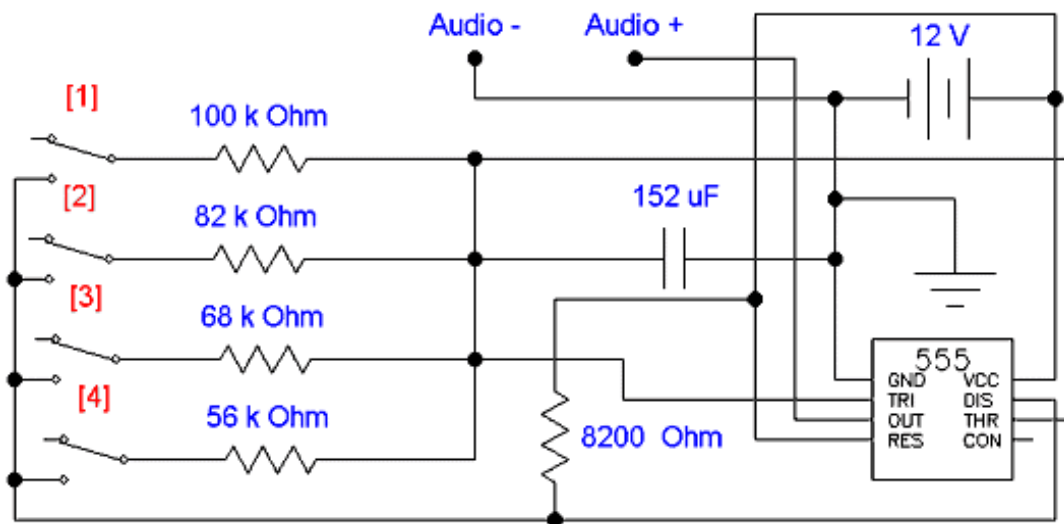 Audio -
Audio +
12 V
[1]
100 k Ohm
[2]
82 k Ohm
152 uF
[3]
68 k Ohm
[4]
56 k Ohm
8200 Ohm
555
GND VCC
TRI DIS
OUT THR
RES CON